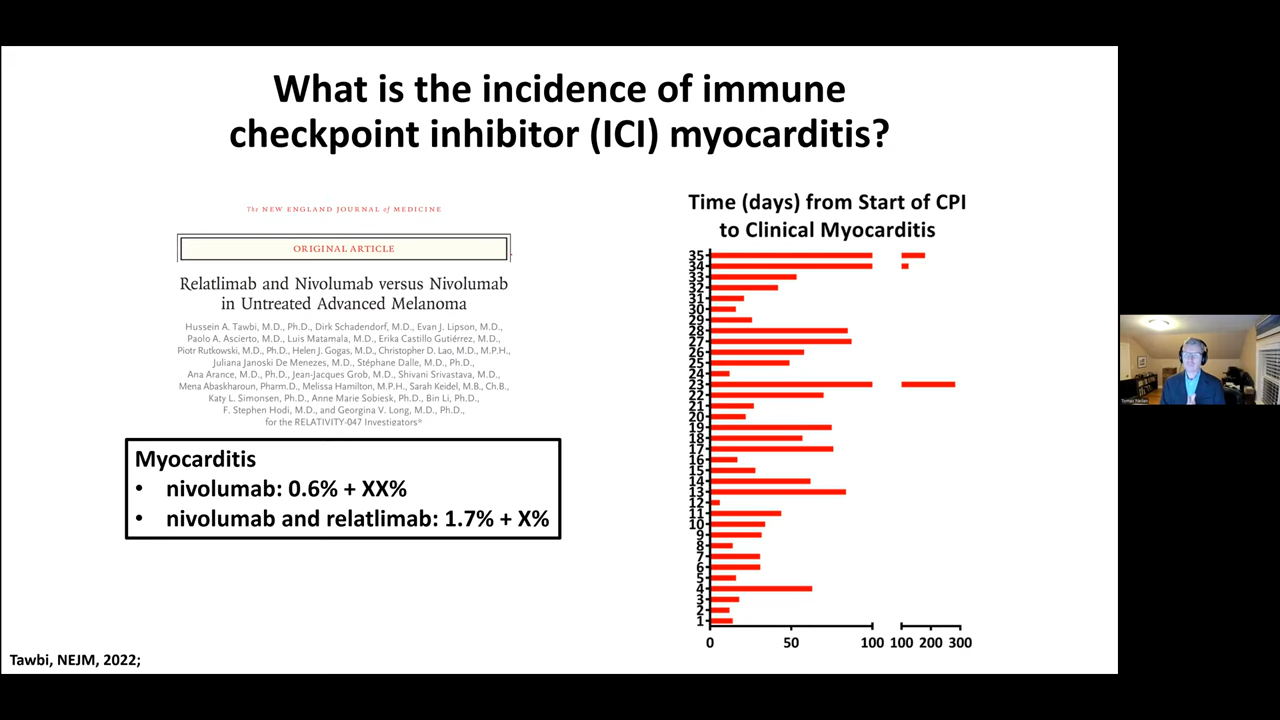 What is the incidence of immune
checkpoint inhibitor (ICI) myocarditis?
The NEW ENGLAND JOURNAL of MEDICINE
ORIGINAL ARTICLE
Relatlimab and Nivolumab versus Nivolumab
in Untreated Advanced Melanoma
Hussein A. Tawbi, M.D., Ph.D., Dirk Schadendorf, M.D., Evan J. Lipson, M.D.,
Paolo A. Ascierto, M.D., Luis Matamala, M.D., Erika Castillo Gutiérrez, M.D.,
Piotr Rutkowski, M.D., Ph.D., Helen J. Gogas, M.D., Christopher D. Lao, M.D., M.P.H.,
Juliana Janoski De Menezes, M.D., Stéphane Dalle, M.D., Ph.D.,
Ana Arance, M.D., Ph.D., Jean-Jacques Grob, M.D., Shivani Srivastava, M.D.,
Mena Abaskharoun, Pharm.D., Melissa Hamilton, M.P.H., Sarah Keidel, M.B., Ch.B.,
Katy L. Simonsen, Ph.D., Anne Marie Sobiesk, Ph.D., Bin Li, Ph.D.,
F. Stephen Hodi, M.D., and Georgina V. Long, M.D., Ph.D.,
for the RELATIVITY-047 Investigators*
Myocarditis
• nivolumab: 0.6% + XX%
• nivolumab and relatlimab: 1.7% + X%
Tawbi, NEJM, 2022;
Time (days) from Start of CPI
to Clinical Myocarditis
35
34
33
32
31
30
29
28
27
26
25
24
23
22
21
20
19
18
17
16
15
14
13
12
11
10
9
8
7
6
5
4
3
2
1
0 50 100 100 200 300
Tomas Neilan